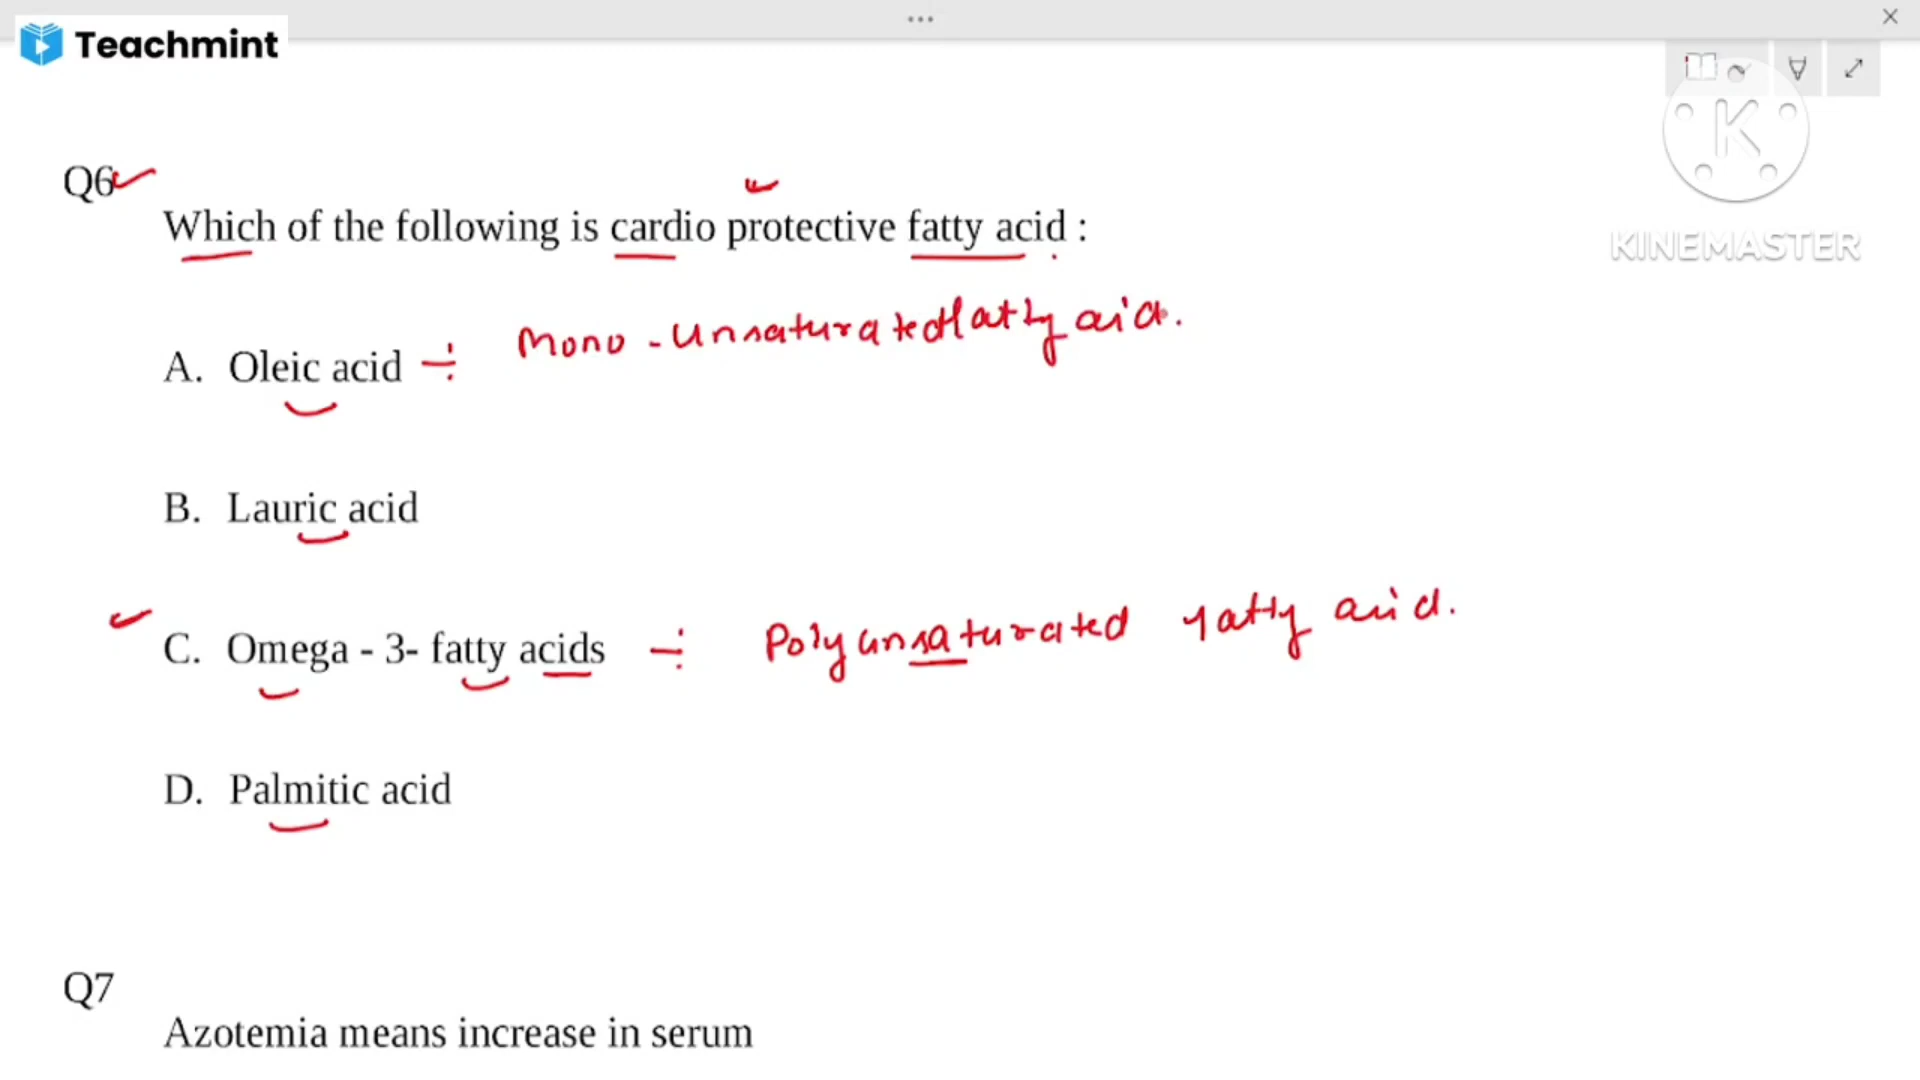 Teachmint
KINEMASTER
Q6
Which of the following is cardio protective fatty acid :
Mono - unsaturated fatty acid.
A. Oleic acid
B. Lauric acid
C. Omega - 3- fatty acids
Polyunsaturated fatty acid.
D. Palmitic acid
Q7
Azotemia means increase in serum